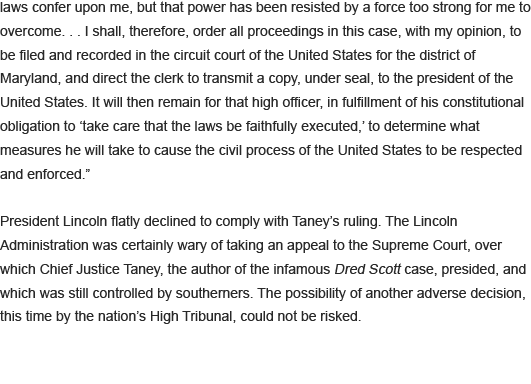 laws confer upon me, but that power has been resisted by a force too strong for me to
overcome. . . I shall, therefore, order all proceedings in this case, with my opinion, to
be filed and recorded in the circuit court of the United States for the district of
Maryland, and direct the clerk to transmit a copy, under seal, to the president of the
United States. It will then remain for that high officer, in fulfillment of his constitutional
obligation to ‘take care that the laws be faithfully executed,’ to determine what
measures he will take to cause the civil process of the United States to be respected
and enforced.”
President Lincoln flatly declined to comply with Taney’s ruling. The Lincoln
Administration was certainly wary of taking an appeal to the Supreme Court, over
which Chief Justice Taney, the author of the infamous Dred Scott case, presided, and
which was still controlled by southerners. The possibility of another adverse decision,
this time by the nation’s High Tribunal, could not be risked.